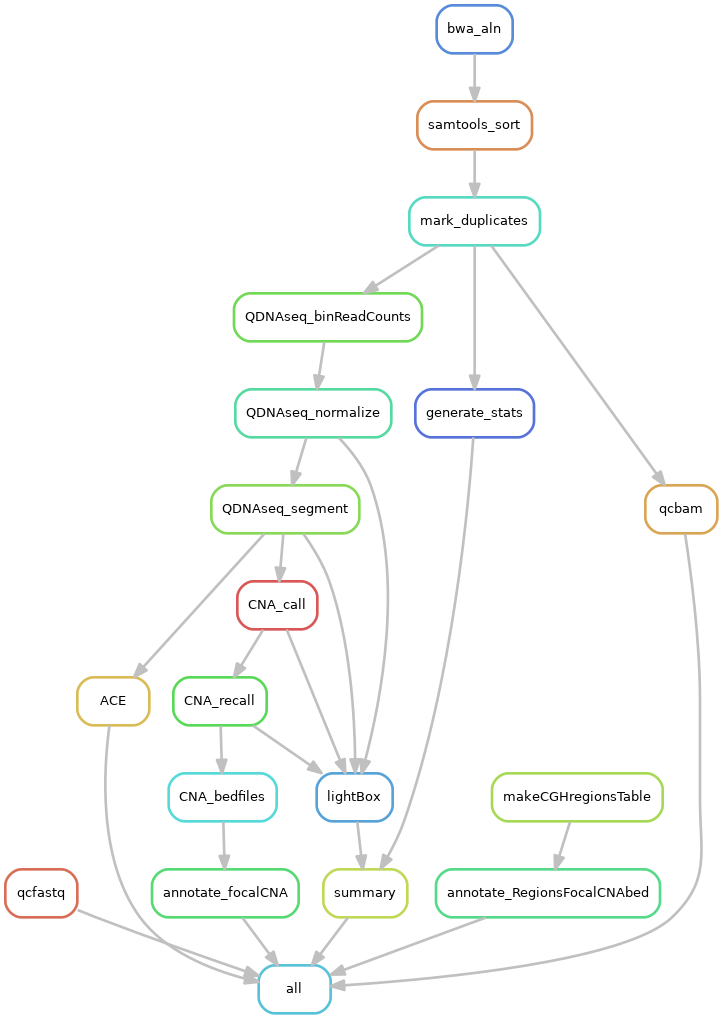 bwa_aln
samtools_sort
mark_duplicates
QDNAseq_binReadCounts
QDNAseq_normalize
generate_stats
QDNAseq_segment
qcbam
CNA_call
ACE
CNA_recall
CNA_bedfiles
lightBox
makeCGHregionsTable
qcfastq
annotate_focalCNA
summary
annotate_RegionsFocalCNAbed
all